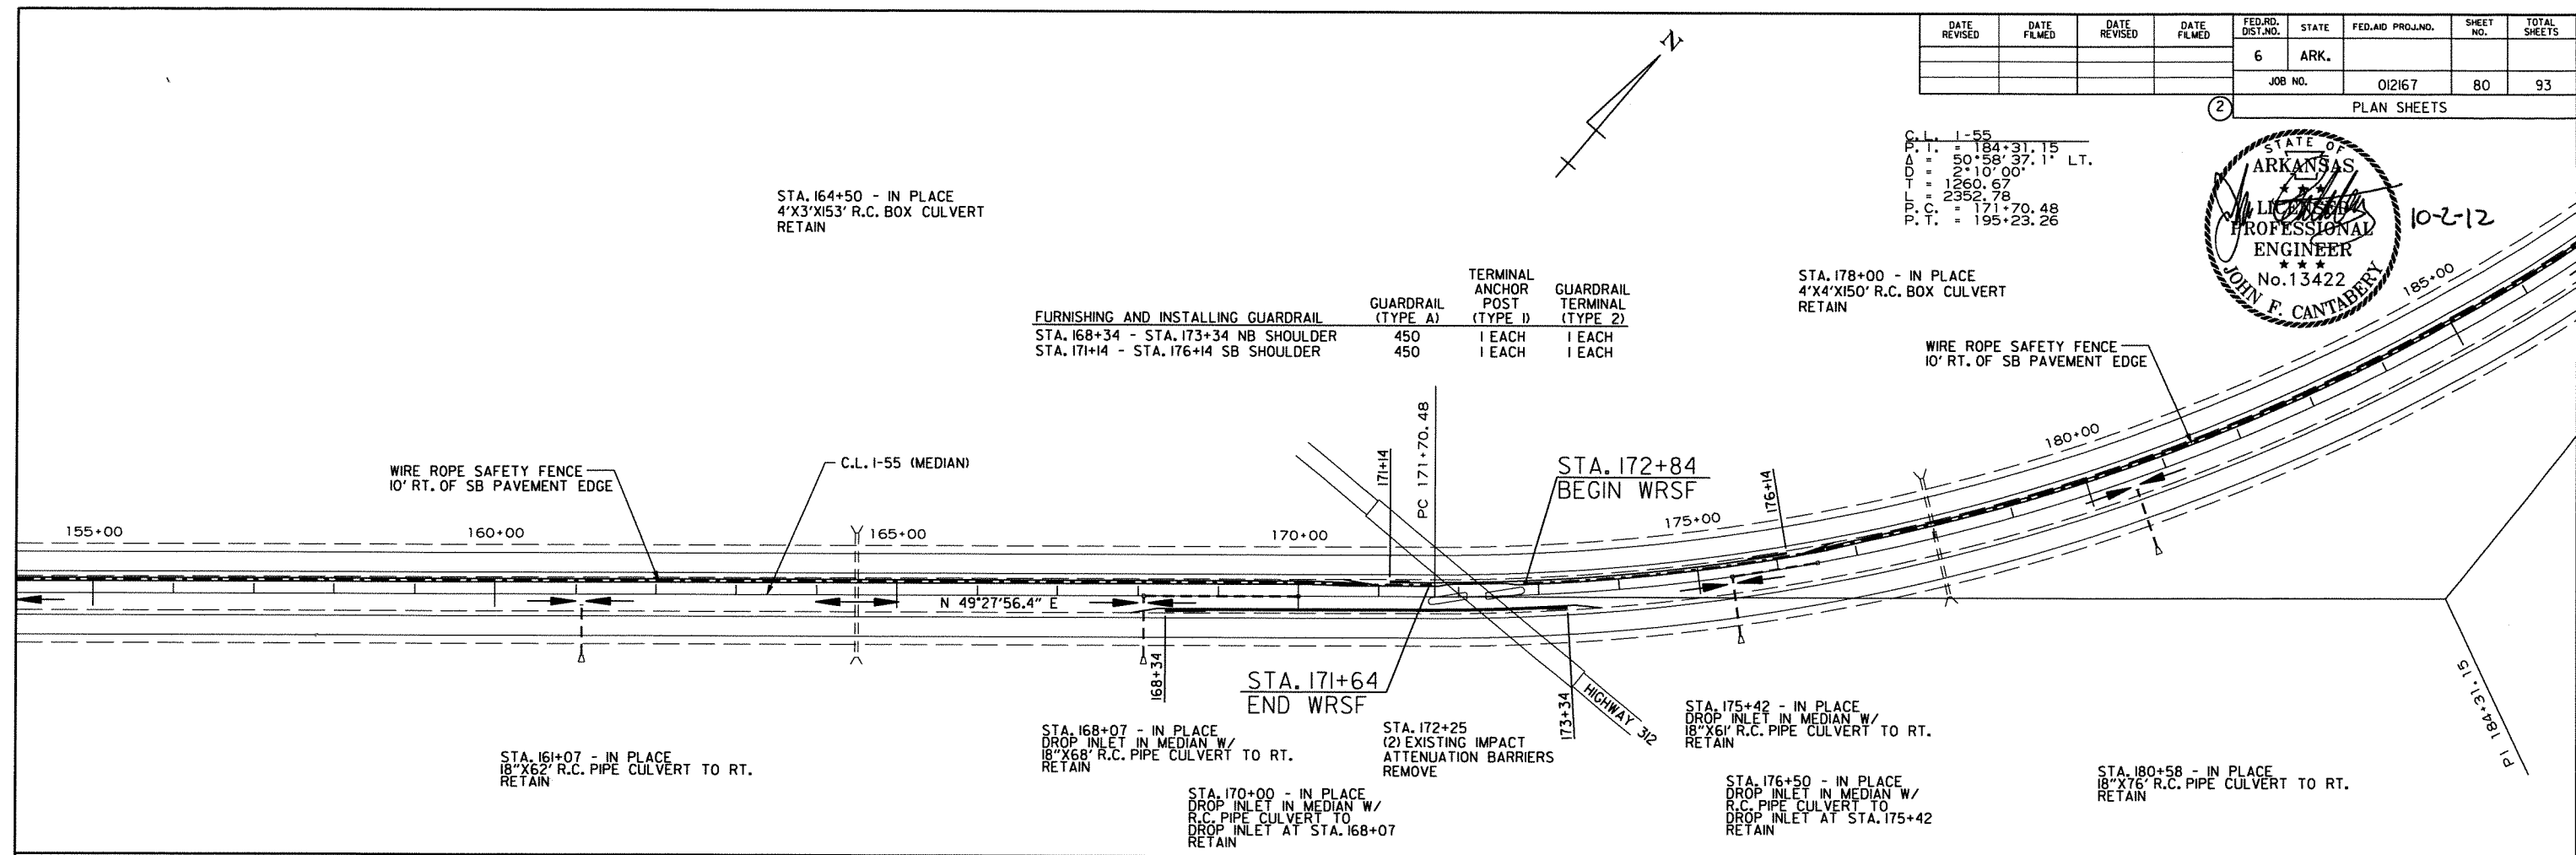 DATE REVISED DATE FILMED DATE REVISED DATE FILMED FED.RD. DIST.NO. STATE FED.AID PROJ.NO. SHEET NO. TOTAL SHEETS
6 ARK.
JOB NO. 012167 80 93
2 PLAN SHEETS
N
C.L. I-55
P.I. = 184+31.15
Δ = 50°58'37.1" LT.
D = 2°10'00"
T = 1260.67
L = 2352.78
P.C. = 171+70.48
P.T. = 195+23.26
STATE OF
ARKANSAS
★ ★ ★
LICENSED
PROFESSIONAL
ENGINEER
★ ★ ★
No.13422
JOHN F. CANTABERY
10-2-12
STA. 164+50 - IN PLACE
4'X3'X153' R.C. BOX CULVERT
RETAIN
FURNISHING AND INSTALLING GUARDRAIL GUARDRAIL (TYPE A) TERMINAL ANCHOR POST (TYPE 1) GUARDRAIL TERMINAL (TYPE 2)
STA. 168+34 - STA. 173+34 NB SHOULDER 450 1 EACH 1 EACH
STA. 171+14 - STA. 176+14 SB SHOULDER 450 1 EACH 1 EACH
STA. 178+00 - IN PLACE
4'X4'X150' R.C. BOX CULVERT
RETAIN
WIRE ROPE SAFETY FENCE
10' RT. OF SB PAVEMENT EDGE
185+00
180+00
WIRE ROPE SAFETY FENCE
10' RT. OF SB PAVEMENT EDGE
C.L. I-55 (MEDIAN)
171+14
PC 171+70.48
STA. 172+84
BEGIN WRSF
176+14
155+00
160+00
165+00
170+00
175+00
N 49°27'56.4" E
168+34
STA. 171+64
END WRSF
173+34
HIGHWAY 312
PI 184+31.15
STA. 161+07 - IN PLACE
18"X62' R.C. PIPE CULVERT TO RT.
RETAIN
STA. 168+07 - IN PLACE
DROP INLET IN MEDIAN W/
18"X68' R.C. PIPE CULVERT TO RT.
RETAIN
STA. 170+00 - IN PLACE
DROP INLET IN MEDIAN W/
R.C. PIPE CULVERT TO
DROP INLET AT STA. 168+07
RETAIN
STA. 172+25
(2) EXISTING IMPACT
ATTENUATION BARRIERS
REMOVE
STA. 175+42 - IN PLACE
DROP INLET IN MEDIAN W/
18"X61' R.C. PIPE CULVERT TO RT.
RETAIN
STA. 176+50 - IN PLACE
DROP INLET IN MEDIAN W/
R.C. PIPE CULVERT TO
DROP INLET AT STA. 175+42
RETAIN
STA. 180+58 - IN PLACE
18"X76' R.C. PIPE CULVERT TO RT.
RETAIN